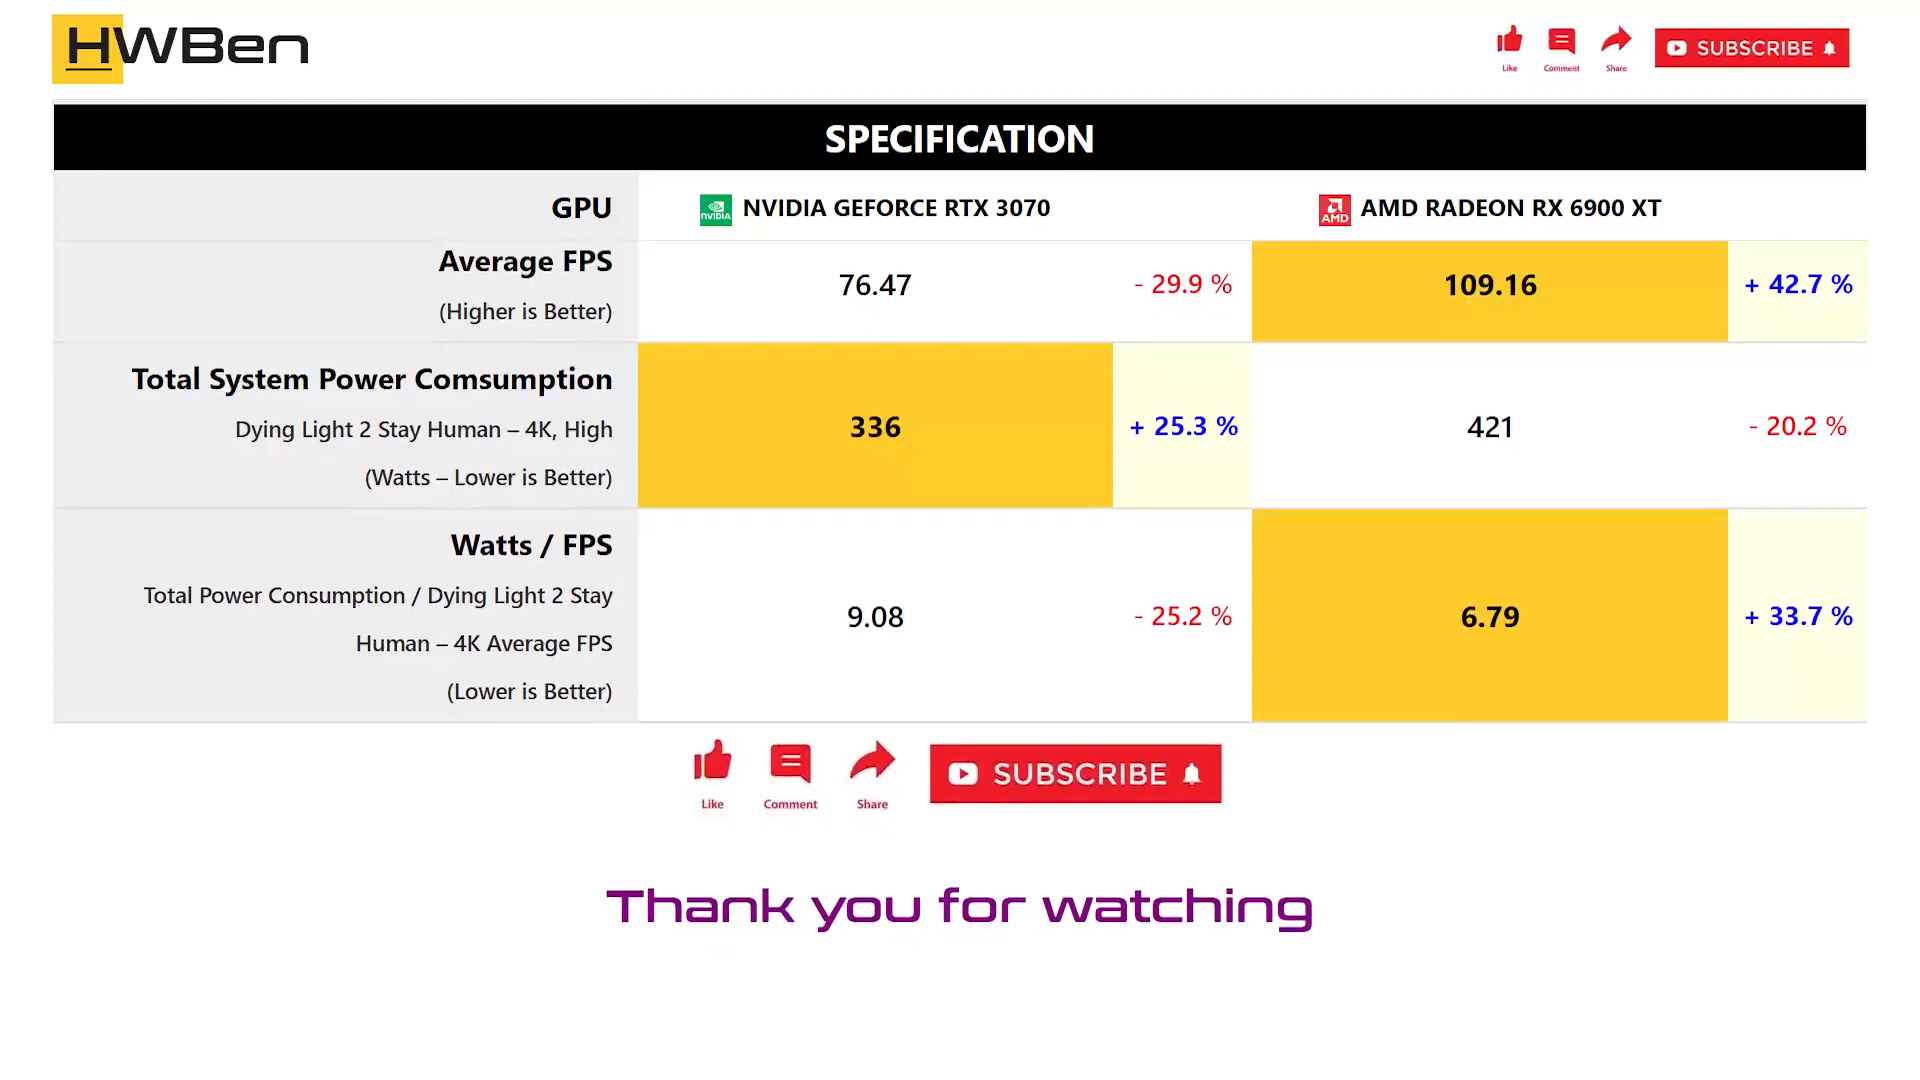 HWBen
Like Comment Share SUBSCRIBE
SPECIFICATION
GPU NVIDIA NVIDIA GEFORCE RTX 3070 AMD AMD RADEON RX 6900 XT
Average FPS
(Higher is Better)
76.47 - 29.9 % 109.16 + 42.7 %
Total System Power Comsumption
Dying Light 2 Stay Human – 4K, High
(Watts – Lower is Better)
336 + 25.3 % 421 - 20.2 %
Watts / FPS
Total Power Consumption / Dying Light 2 Stay
Human – 4K Average FPS
(Lower is Better)
9.08 - 25.2 % 6.79 + 33.7 %
Like Comment Share SUBSCRIBE
Thank you for watching